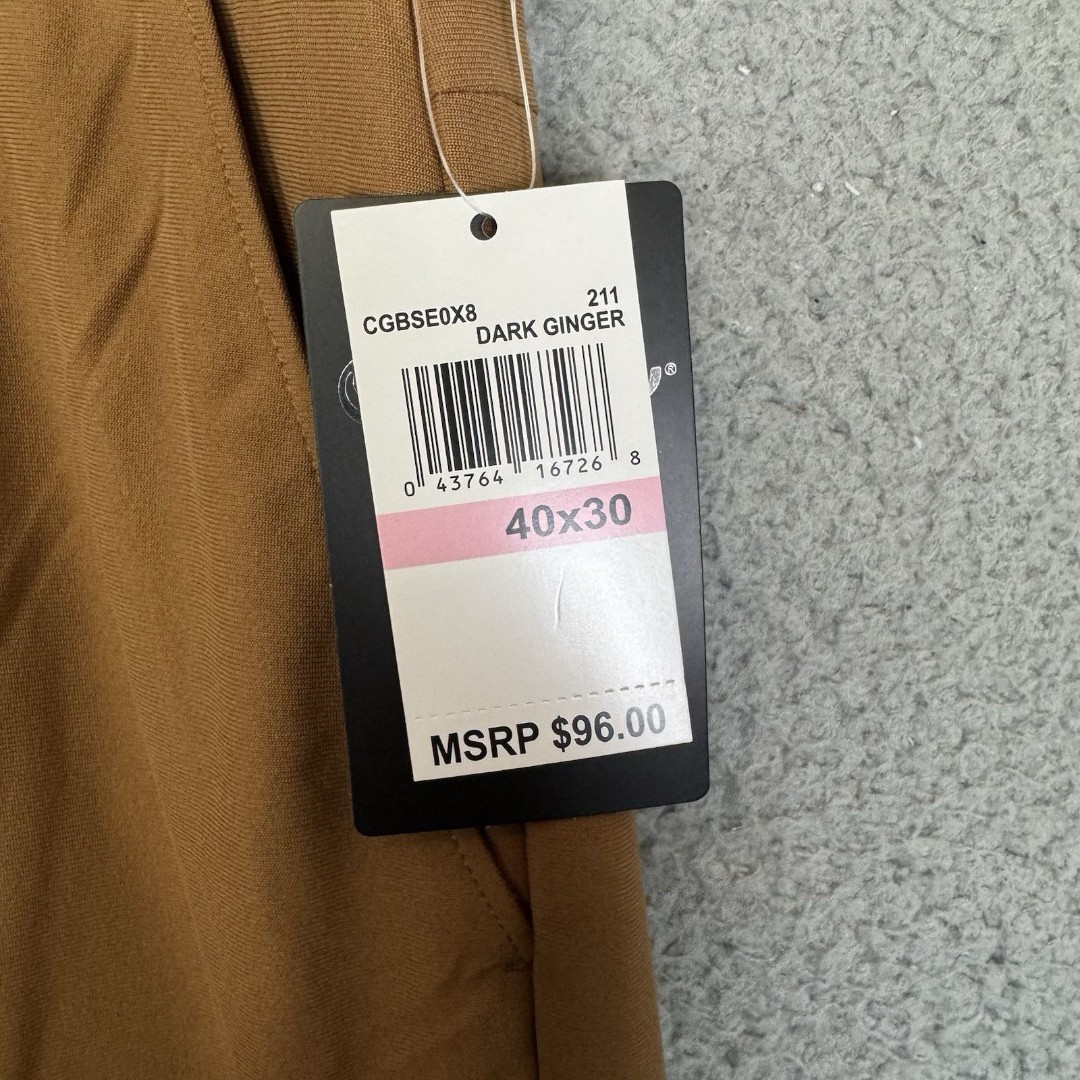 211
CGBSE0X8
DARK GINGER
0 43764 16726 8
40x30
MSRP $96.00